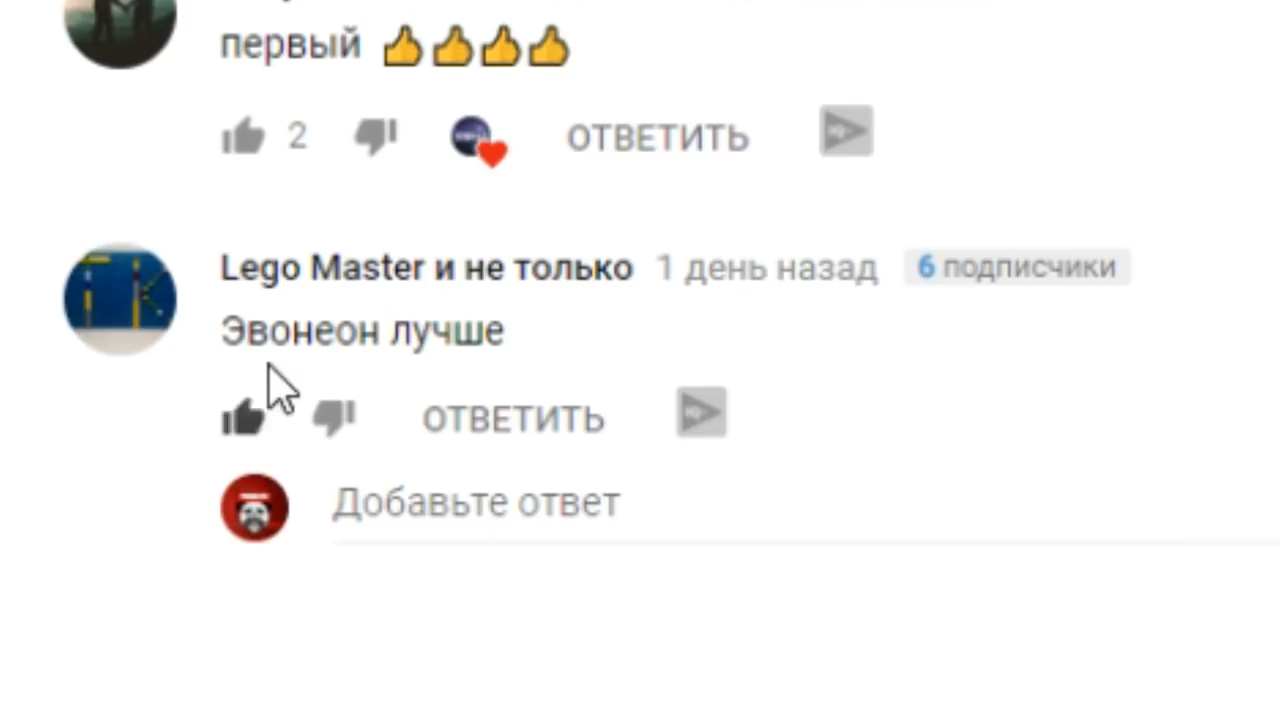 первый 👍👍👍👍
2 ОТВЕТИТЬ
Lego Master и не только 1 день назад 6 подписчики
Эвонеон лучше
ОТВЕТИТЬ
Добавьте ответ